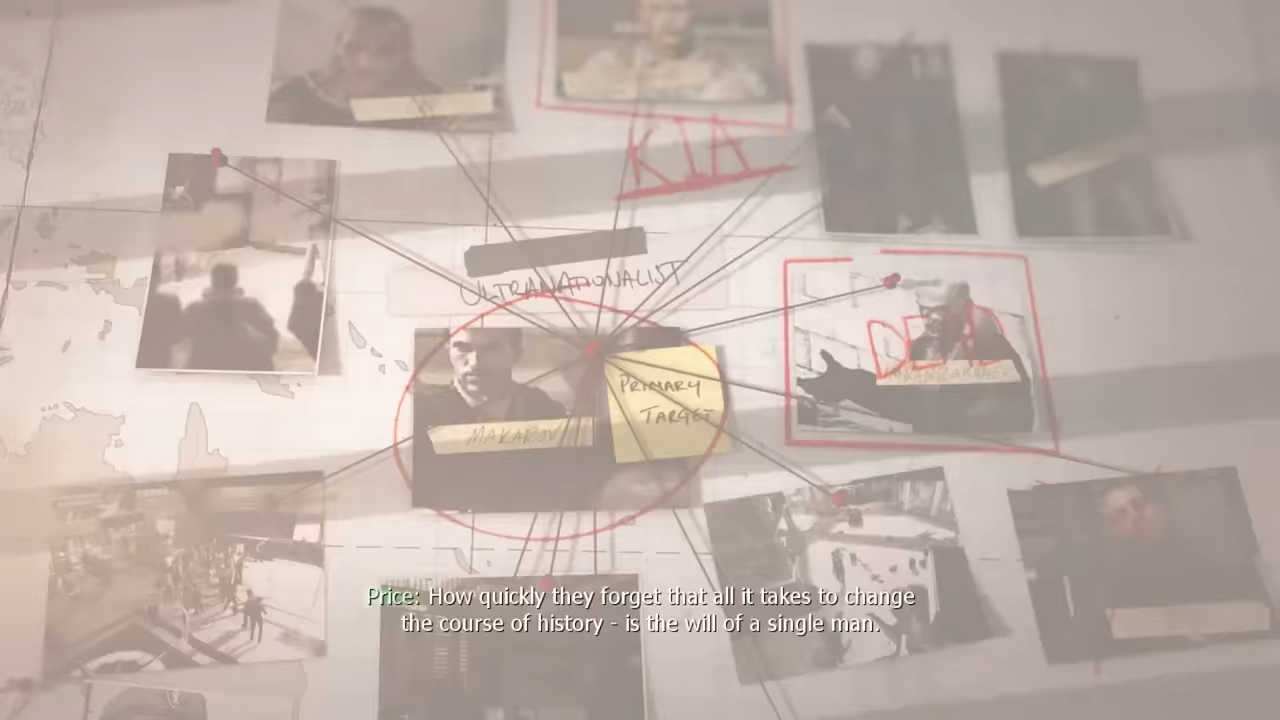 KIA
ULTRANATIONALIST
PRIMARY
TARGET
DEAD
MAKAROV
Price: How quickly they forget that all it takes to change
the course of history - is the will of a single man.